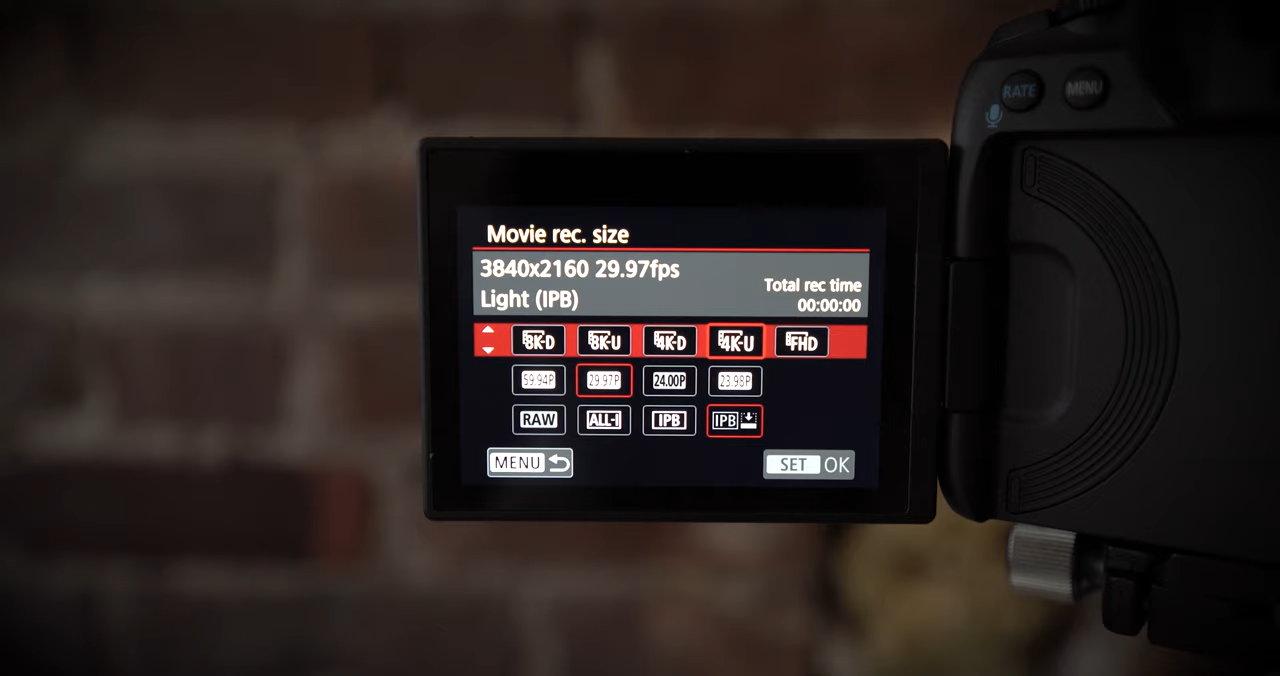 RATE MENU
Movie rec. size
3840x2160 29.97fps
Light (IPB)
Total rec time
00:00:00
8K-D 8K-U 4K-D 4K-U FHD
59.94P 29.97P 24.00P 23.98P
RAW ALL-I IPB IPB
MENU SET OK